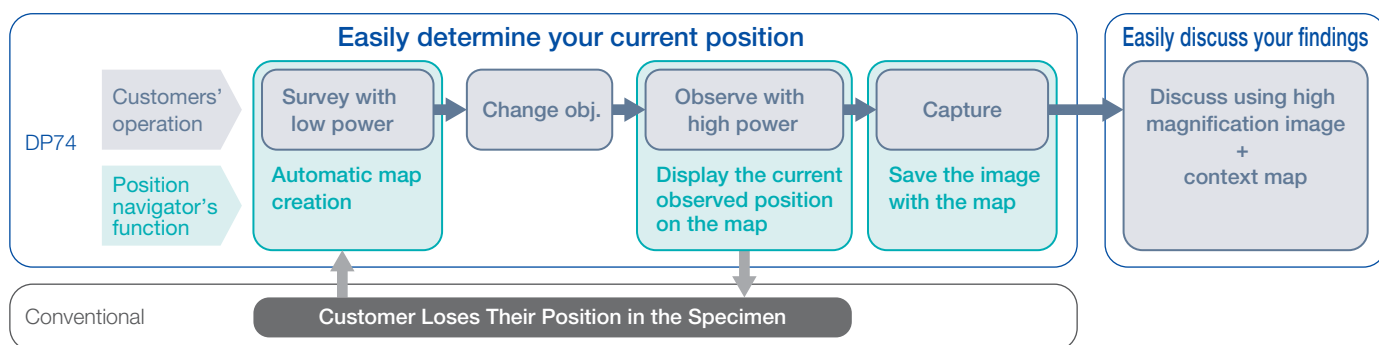 Easily determine your current position
Easily discuss your findings
DP74
Customers’
operation
Survey with
low power
Change obj.
Observe with
high power
Capture
Discuss using high
magnification image
+
context map
Position
navigator’s
function
Automatic map
creation
Display the current
observed position
on the map
Save the image
with the map
Conventional
Customer Loses Their Position in the Specimen